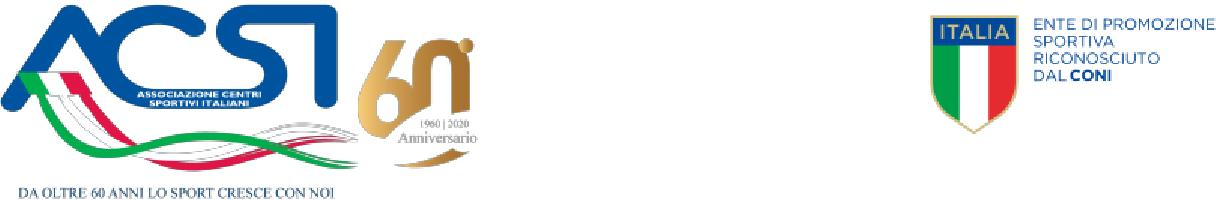 ACSI
ASSOCIAZIONE CENTRI
SPORTIVI ITALIANI
60º
1960 | 2020
Anniversario
DA OLTRE 60 ANNI LO SPORT CRESCE CON NOI
ITALIA
ENTE DI PROMOZIONE
SPORTIVA
RICONOSCIUTO
DAL CONI